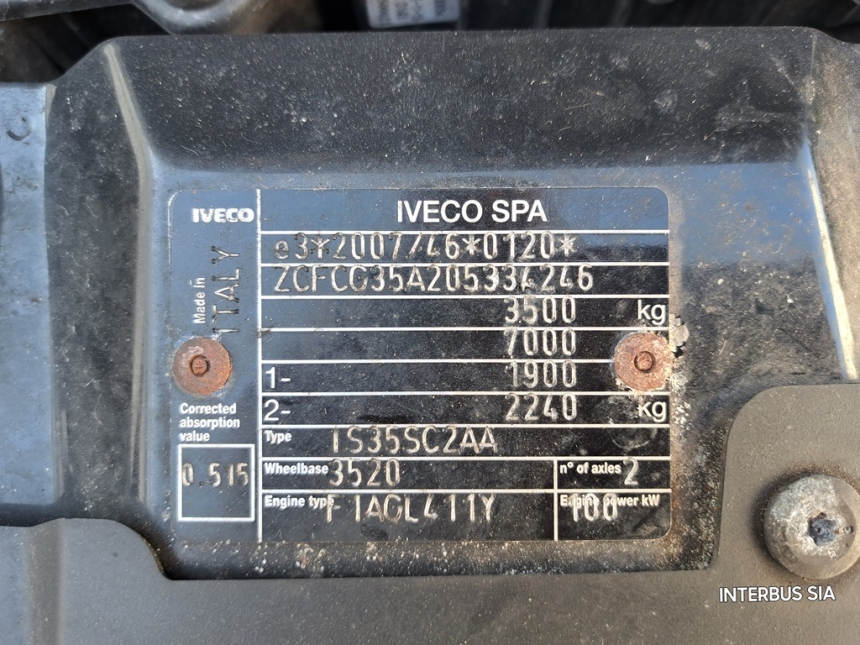 IVECO
IVECO SPA
Made in ITALY
e3*2007/46*0120*
ZCFCG35A205334246
3500 kg
7000
1- 1900
2- 2240 kg
Corrected
absorption
value
0.515
Type IS35SC2AA
Wheelbase 3520 n° of axles 2
Engine type F1AGL411Y Engine power kW 100
INTERBUS SIA